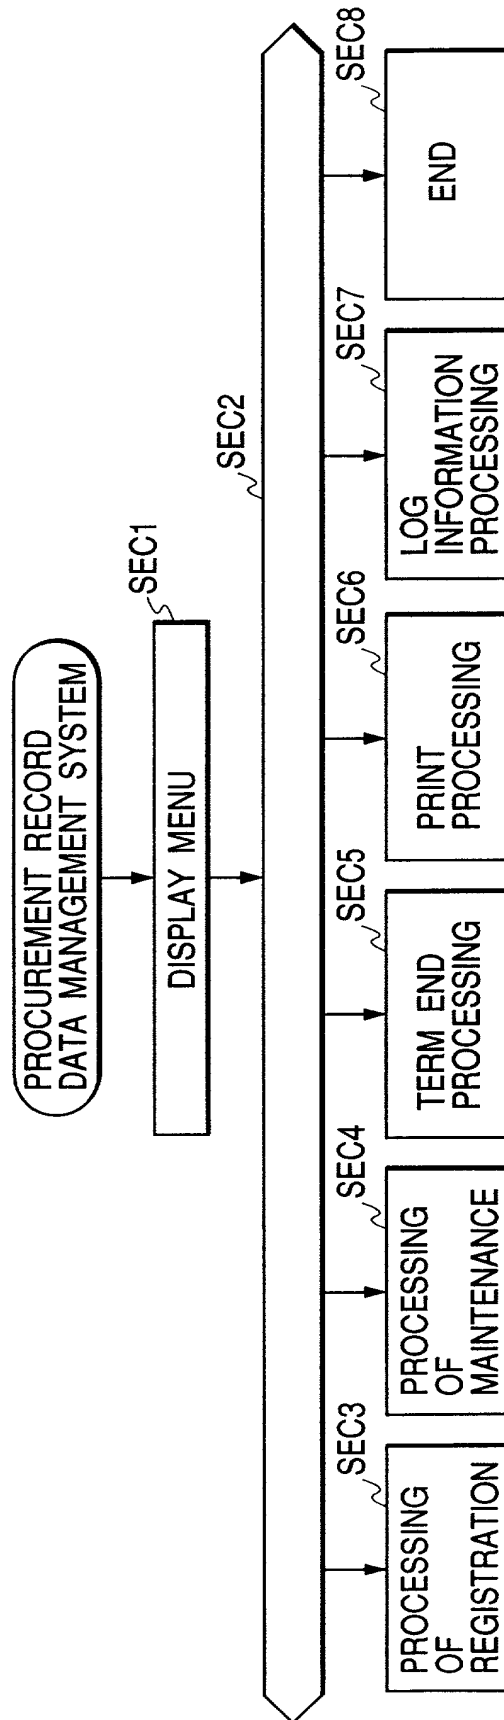 PROCUREMENT RECORD
DATA MANAGEMENT SYSTEM
SEC1
DISPLAY MENU
SEC2
SEC3
PROCESSING
OF
REGISTRATION
SEC4
PROCESSING
OF
MAINTENANCE
SEC5
TERM END
PROCESSING
SEC6
PRINT
PROCESSING
SEC7
LOG
INFORMATION
PROCESSING
SEC8
END